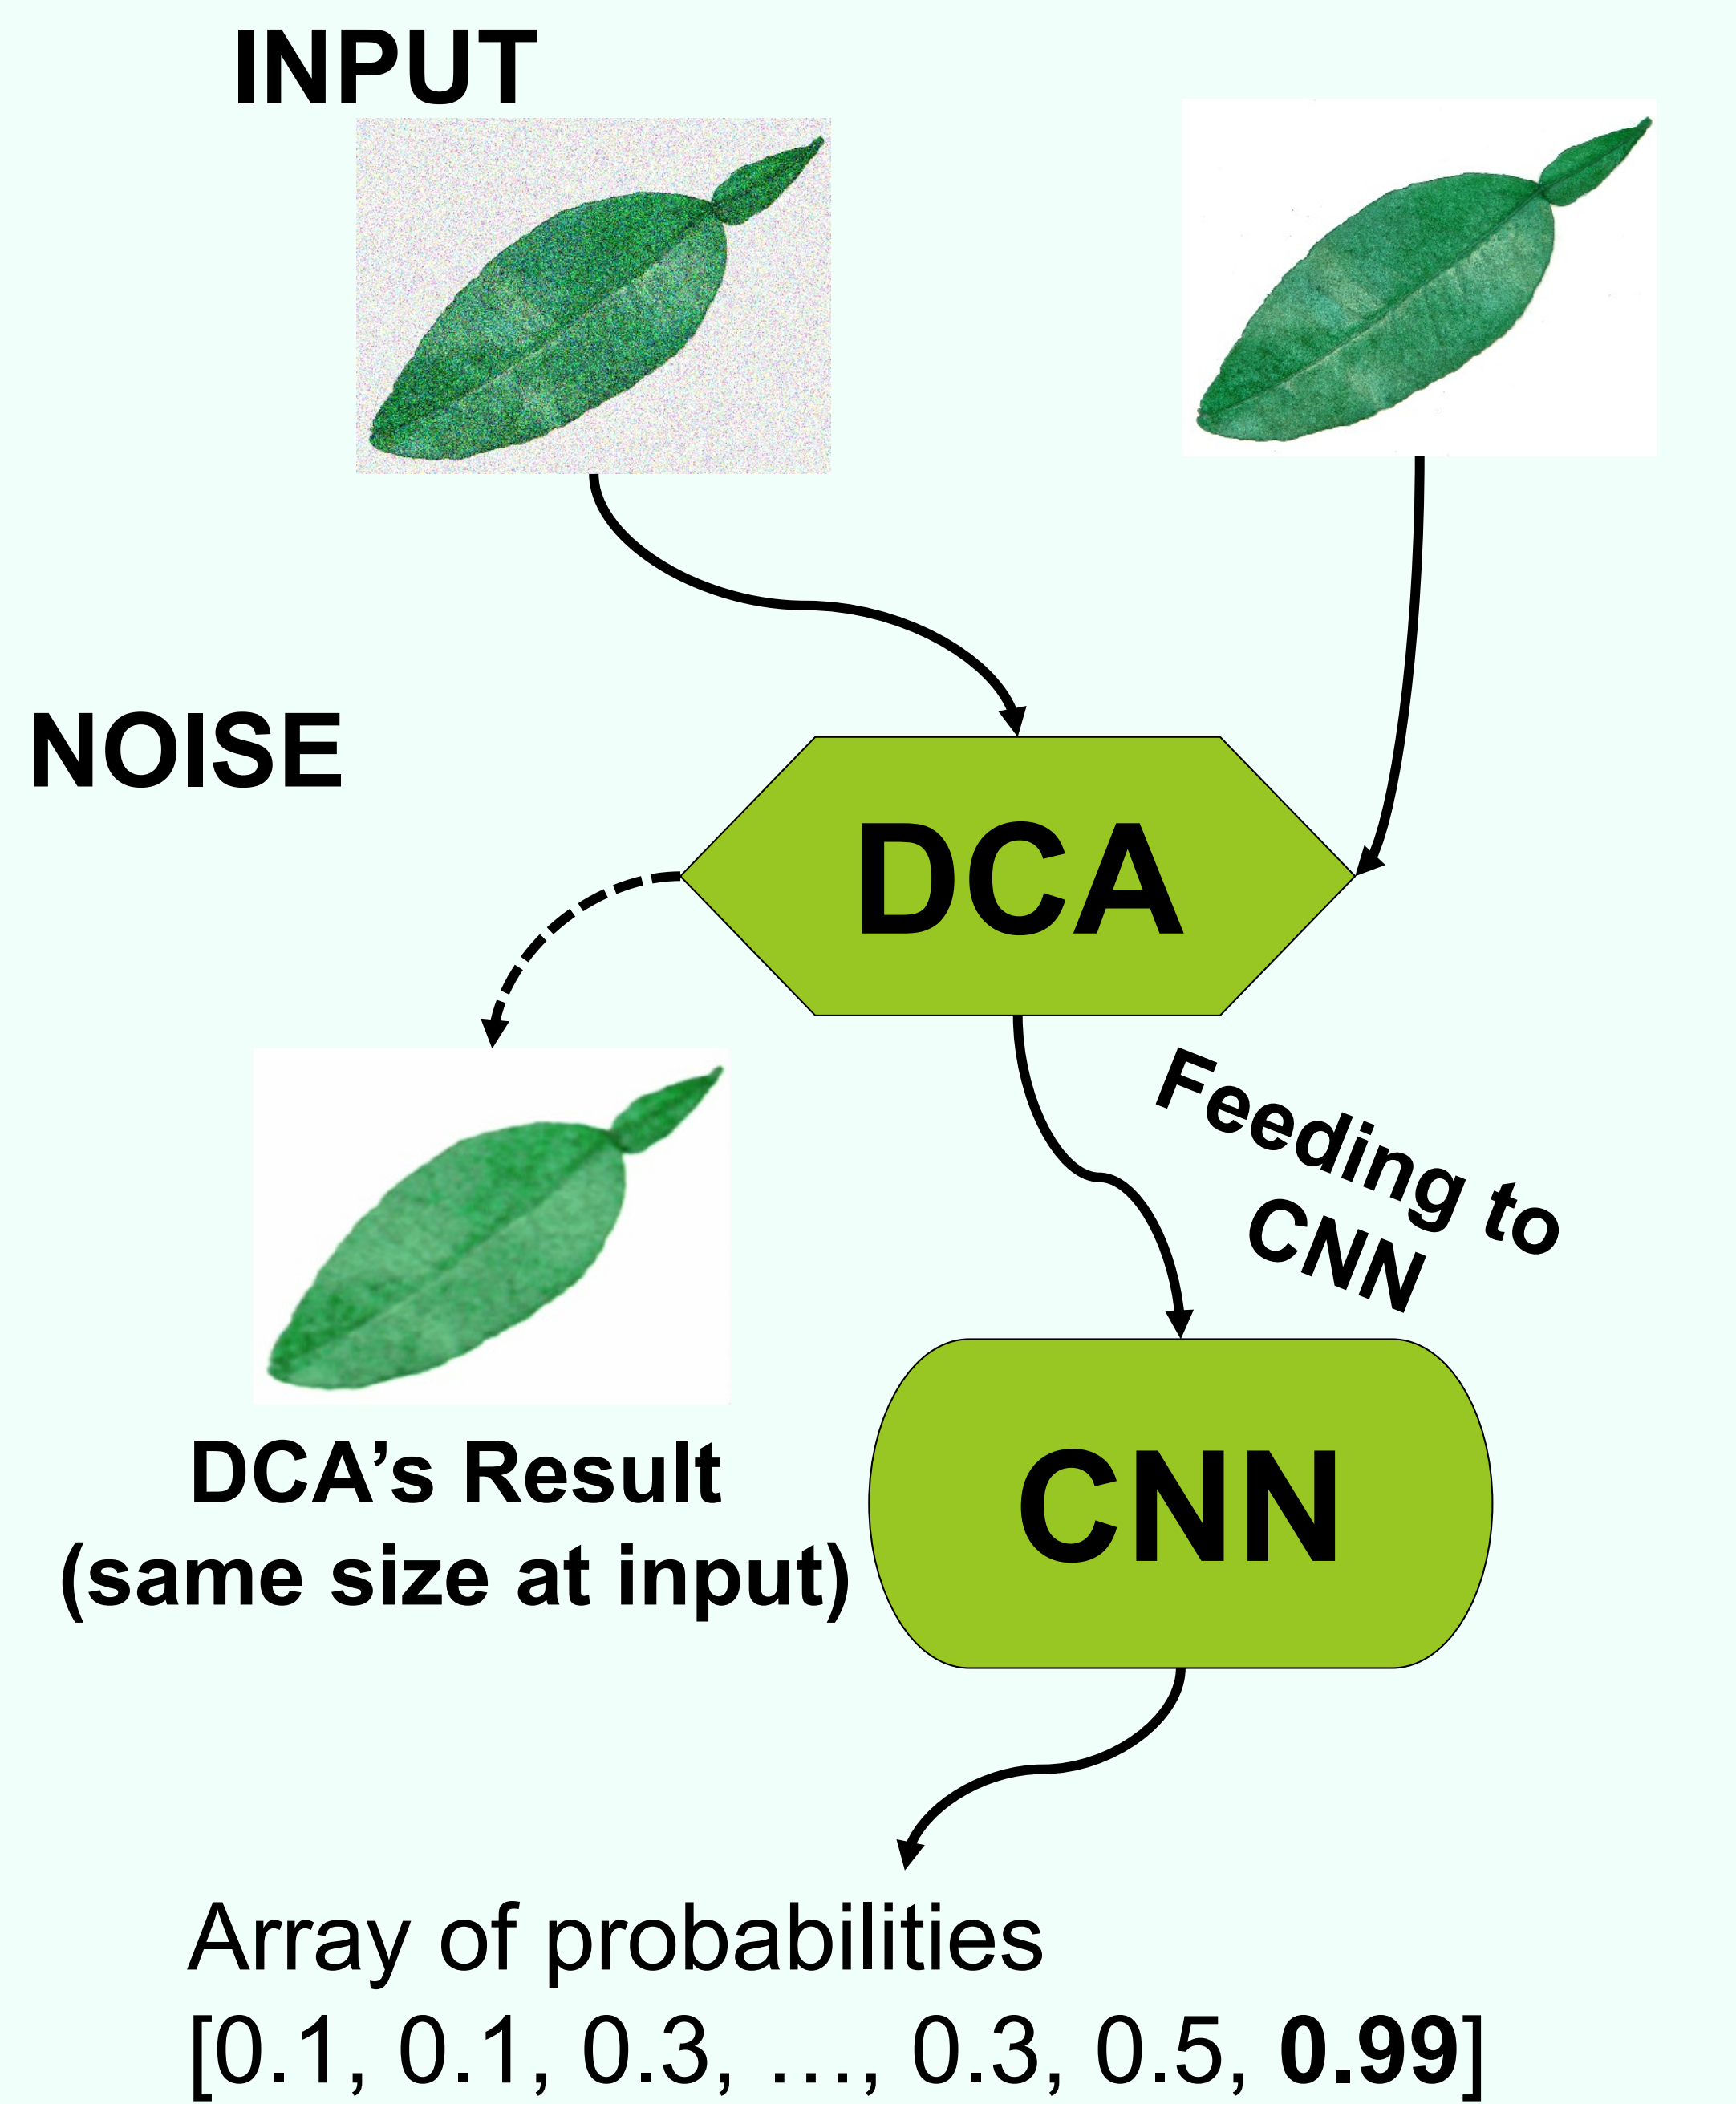 INPUT
NOISE
DCA
Feeding to
CNN
DCA’s Result
(same size at input)
CNN
Array of probabilities
[0.1, 0.1, 0.3, ..., 0.3, 0.5, 0.99]